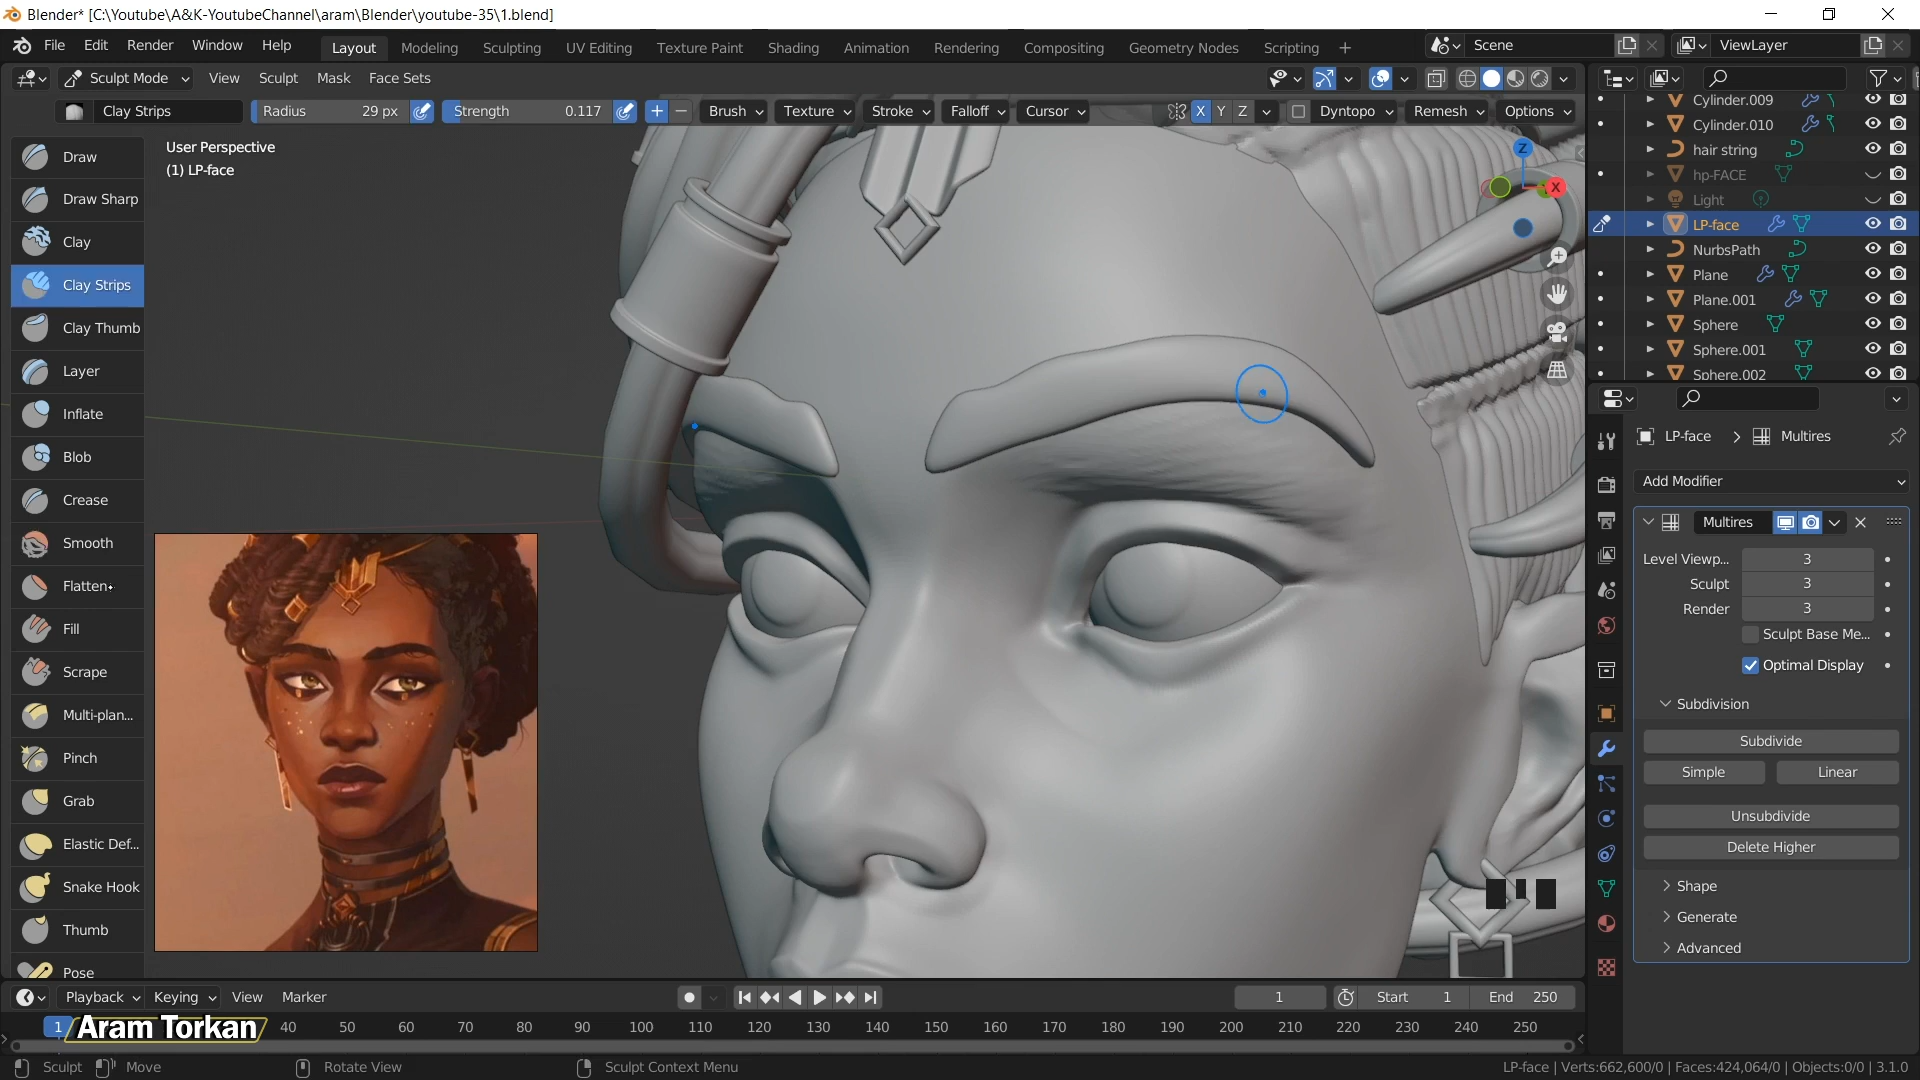 Blender* [C:\Youtube\A&K-YoutubeChannel\aram\Blender\youtube-35\1.blend]
File Edit Render Window Help Layout Modeling Sculpting UV Editing Texture Paint Shading Animation Rendering Compositing Geometry Nodes Scripting + Scene ViewLayer
Sculpt Mode View Sculpt Mask Face Sets
Clay Strips Radius 29 px Strength 0.117 + − Brush Texture Stroke Falloff Cursor X Y Z Dyntopo Remesh Options
User Perspective
(1) LP-face
Draw
Draw Sharp
Clay
Clay Strips
Clay Thumb
Layer
Inflate
Blob
Crease
Smooth
Flatten
Fill
Scrape
Multi-plan...
Pinch
Grab
Elastic Def...
Snake Hook
Thumb
Pose
Z
X
Cylinder.009
Cylinder.010
hair string
hp-FACE
Light
LP-face
NurbsPath
Plane
Plane.001
Sphere
Sphere.001
Sphere.002
LP-face > Multires
Add Modifier
Multires
Level Viewp... 3
Sculpt 3
Render 3
Sculpt Base Me...
Optimal Display
Subdivision
Subdivide
Simple Linear
Unsubdivide
Delete Higher
Shape
Generate
Advanced
Playback Keying View Marker 1 Start 1 End 250
1 40 50 60 70 80 90 100 110 120 130 140 150 160 170 180 190 200 210 220 230 240 250
Aram Torkan
Sculpt Move Rotate View Sculpt Context Menu LP-face | Verts:662,600/0 | Faces:424,064/0 | Objects:0/0 | 3.1.0